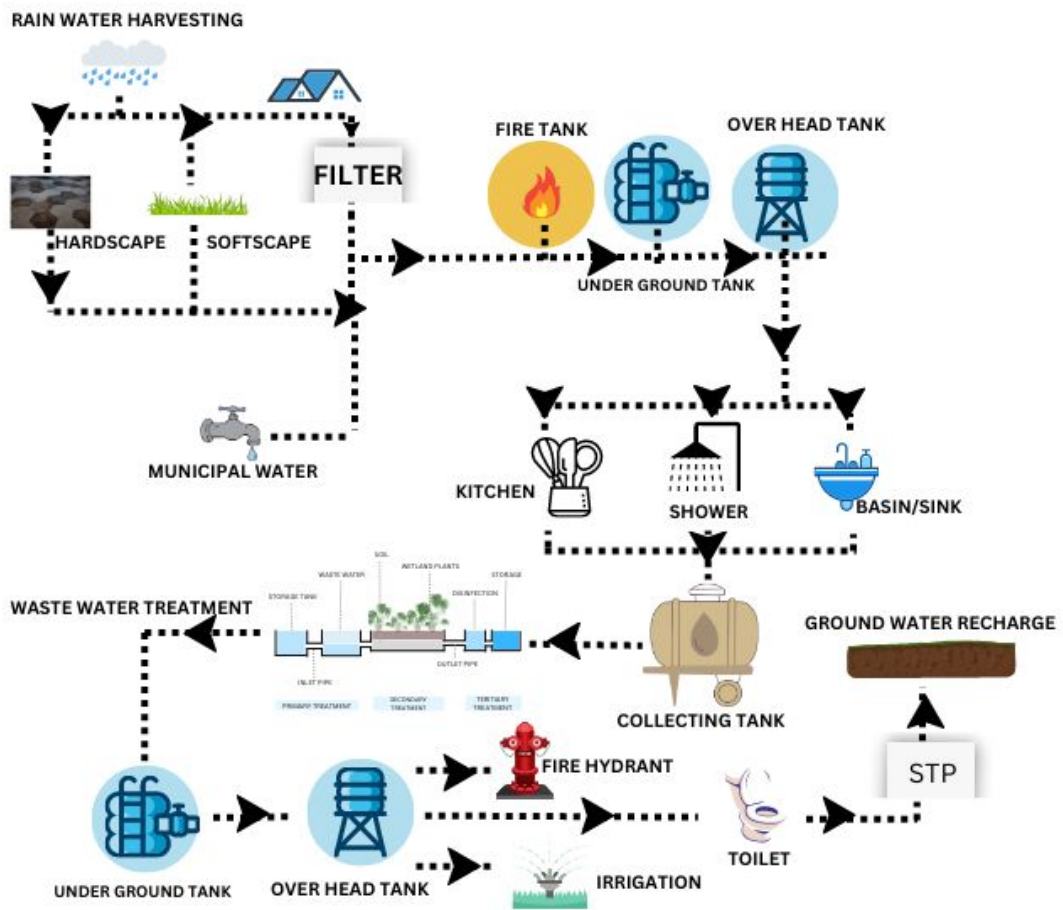 RAIN WATER HARVESTING
FILTER
HARDSCAPE
SOFTSCAPE
FIRE TANK
OVER HEAD TANK
UNDER GROUND TANK
MUNICIPAL WATER
KITCHEN
SHOWER
BASIN/SINK
WASTE WATER TREATMENT
SOIL
WASTE WATER
WETLAND PLANTS
STORAGE TANK
DISINFECTION
STORAGE
OUTLET PIPE
INLET PIPE
PRIMARY TREATMENT
SECONDARY
TREATMENT
TERTIARY
TREATMENT
COLLECTING TANK
GROUND WATER RECHARGE
STP
FIRE HYDRANT
TOILET
IRRIGATION
UNDER GROUND TANK
OVER HEAD TANK